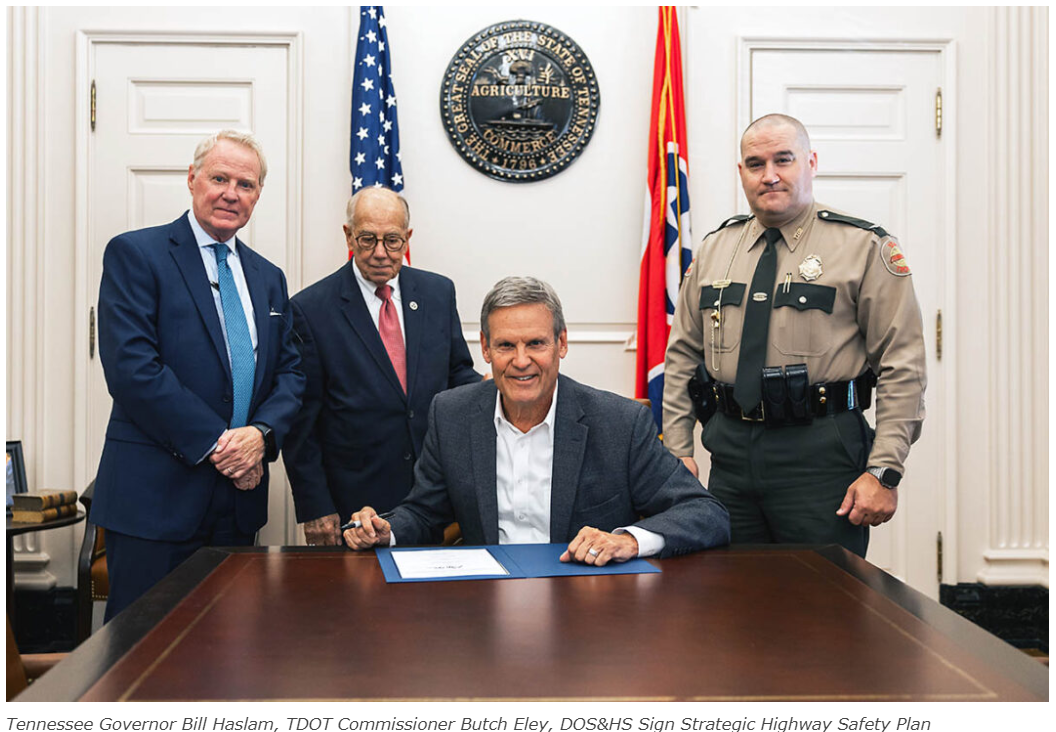 THE GREAT SEAL OF THE STATE OF TENNESSEE
XVI
AGRICULTURE
COMMERCE
1796
Tennessee Governor Bill Haslam, TDOT Commissioner Butch Eley, DOS&HS Sign Strategic Highway Safety Plan